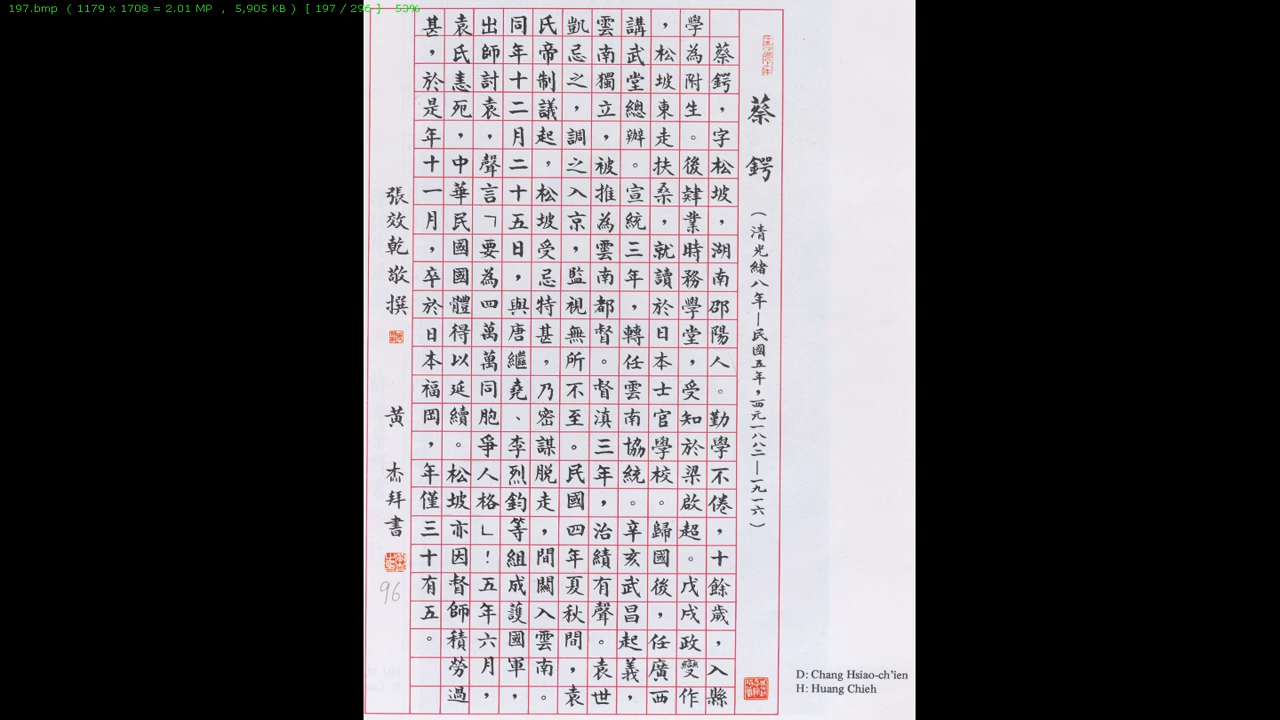 197.bmp ( 1179 x 1708 = 2.01 MP , 5,905 KB ) [ 197 / 296 ] 53%
蔡鍔(清光緒八年—民國五年,西元一八八二—一九一六)
蔡鍔,字松坡,湖南邵陽人。勤學不倦,十餘歲,入縣
學為附生。後肄業時務學堂,受知於梁啟超。戊戌政變作
,松坡東走扶桑,就讀於日本士官學校。歸國後,任廣西
講武堂總辦。宣統三年,轉任雲南協統。辛亥武昌起義,
雲南獨立,被推為雲南都督。督滇三年,治績有聲。袁世
凱忌之,調之入京,監視無所不至。民國四年夏秋間,袁
氏帝制議起,松坡受忌特甚,乃密謀脫走,間關入雲南。
同年十二月二十五日,與唐繼堯、李烈鈞等組成護國軍,
出師討袁,聲言「要為四萬萬同胞爭人格」!五年六月,
袁氏恚死,中華民國國體得以延續。松坡亦因督師積勞過
甚,於是年十一月,卒於日本福岡,年僅三十有五。
張效乾敬撰 黃杰拜書
96
D: Chang Hsiao-ch'ien
H: Huang Chieh